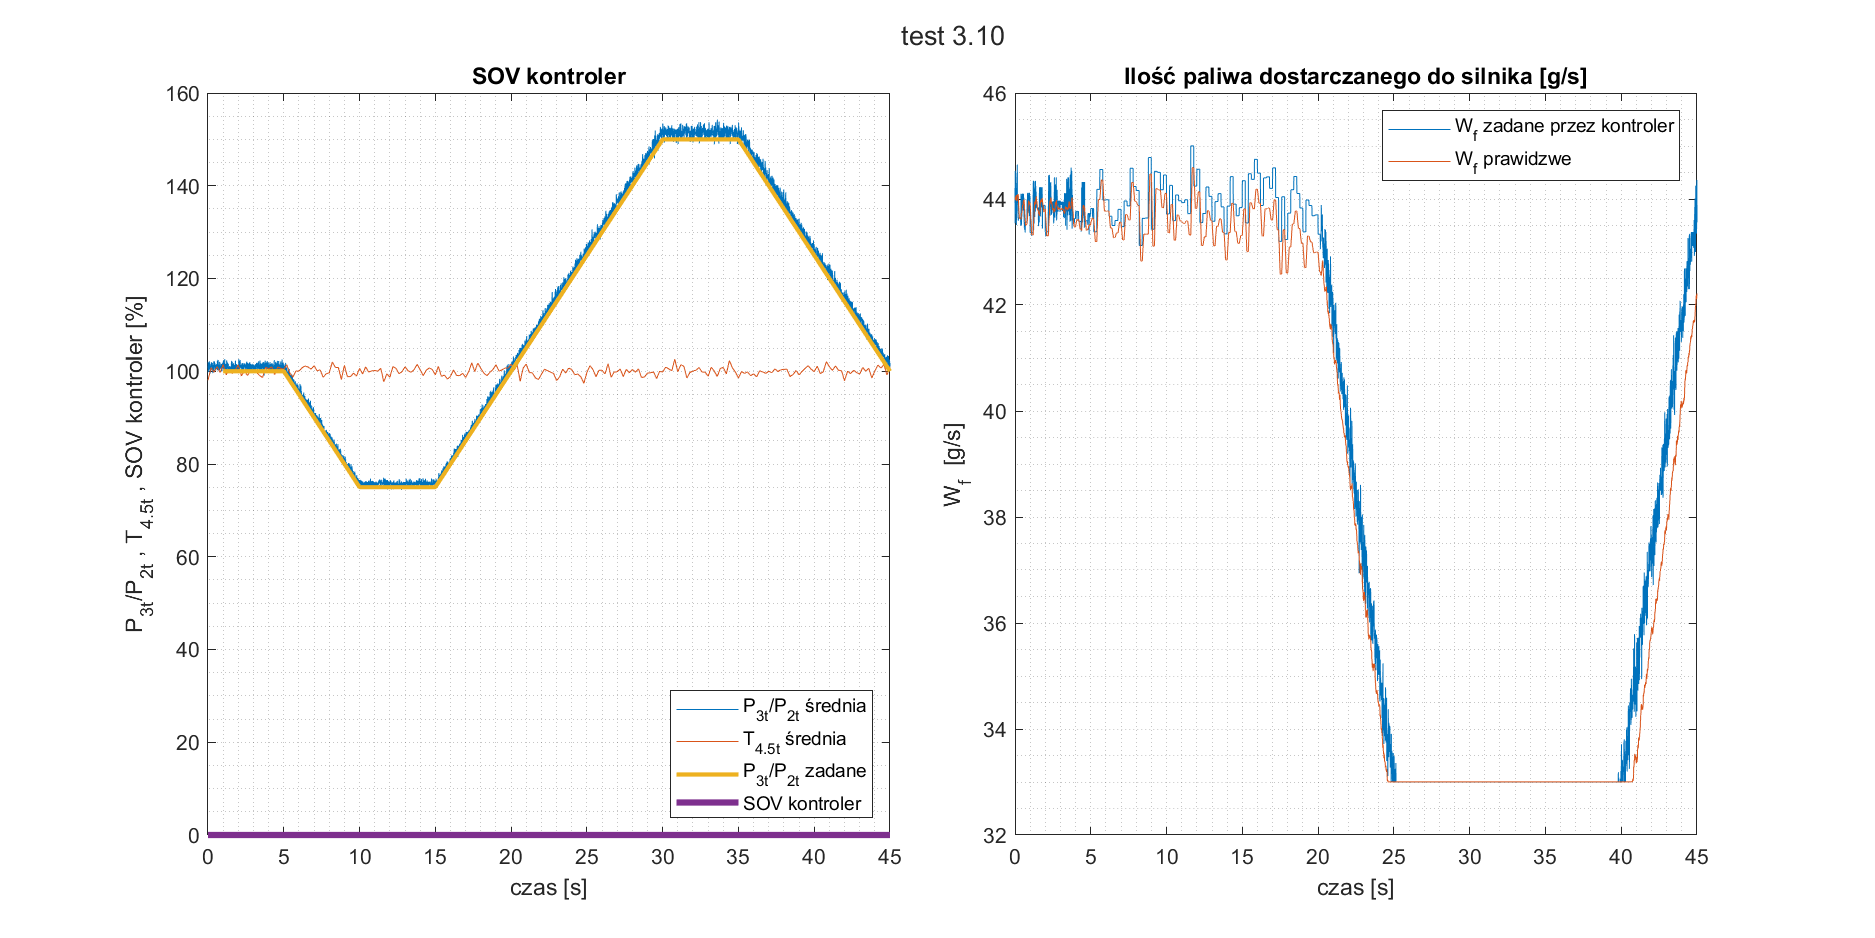 test 3.10
SOV kontroler
160
140
120
100
80
60
40
20
0
P3t/P2t , T4.5t , SOV kontroler [%]
0 5 10 15 20 25 30 35 40 45
czas [s]
P3t/P2t średnia
T4.5t średnia
P3t/P2t zadane
SOV kontroler
Ilość paliwa dostarczanego do silnika [g/s]
46
44
42
40
38
36
34
32
Wf [g/s]
0 5 10 15 20 25 30 35 40 45
czas [s]
Wf zadane przez kontroler
Wf prawidzwe